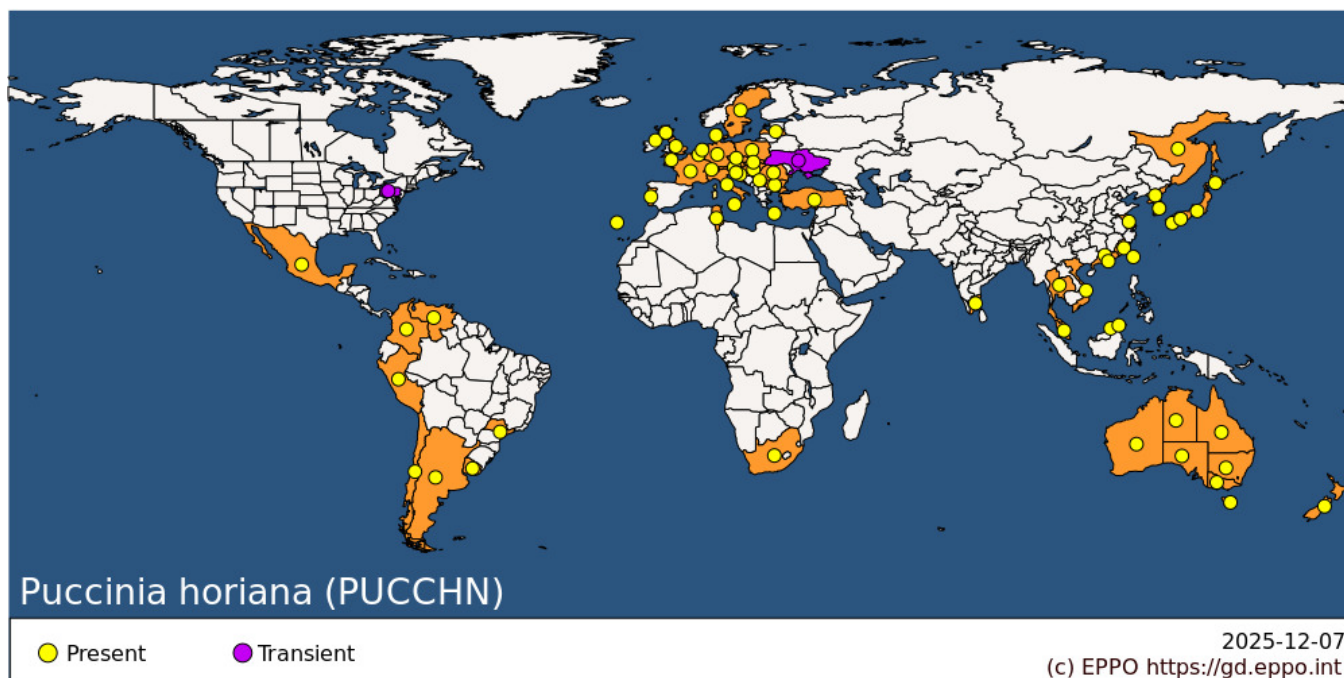 Puccinia horiana (PUCCHN)
Present
Transient
2025-12-07
(c) EPPO https://gd.eppo.int